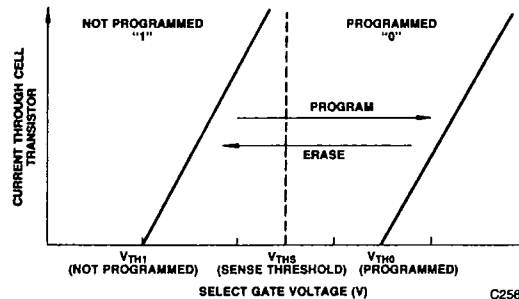 NOT PROGRAMMED
"1"
PROGRAMMED
"0"
CURRENT THROUGH CELL
TRANSISTOR
PROGRAM
ERASE
VTH1
(NOT PROGRAMMED)
VTHS
(SENSE THRESHOLD)
VTH0
(PROGRAMMED)
SELECT GATE VOLTAGE (V)
C258